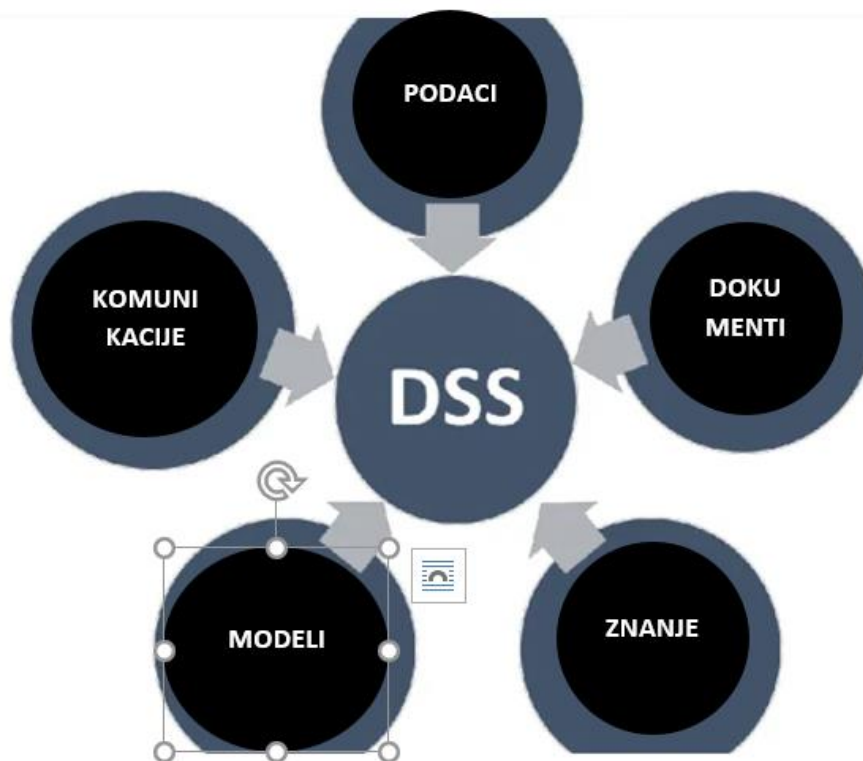 PODACI
KOMUNI
KACIJE
DOKU
MENTI
DSS
MODELI
ZNANJE